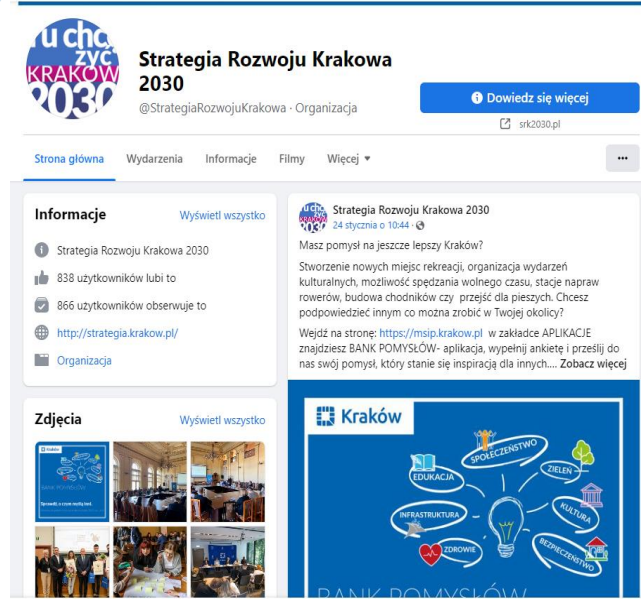 u chc
żyć
KRAKÓW
2030
Strategia Rozwoju Krakowa
2030
@StrategiaRozwojuKrakowa · Organizacja
Dowiedz się więcej
srk2030.pl
Strona główna Wydarzenia Informacje Filmy Więcej
Informacje Wyświetl wszystko
Strategia Rozwoju Krakowa 2030
838 użytkowników lubi to
866 użytkowników obserwuje to
http://strategia.krakow.pl/
Organizacja
Zdjęcia Wyświetl wszystko
Kraków
BANK POMYSŁÓW
Strategia Rozwoju Krakowa 2030
24 stycznia o 10:44 ·
Masz pomysł na jeszcze lepszy Kraków?
Stworzenie nowych miejsc rekreacji, organizacja wydarzeń
kulturalnych, możliwość spędzania wolnego czasu, stacje napraw
rowerów, budowa chodników czy przejść dla pieszych. Chcesz
podpowiedzieć innym co można zrobić w Twojej okolicy?
Wejdź na stronę: https://msip.krakow.pl w zakładce APLIKACJE
znajdziesz BANK POMYSŁÓW- aplikacja, wypełnij ankietę i prześlij do
nas swój pomysł, który stanie się inspiracją dla innych.... Zobacz więcej
Kraków
SPOŁECZEŃSTWO
EDUKACJA
ZIELEŃ
INFRASTRUKTURA
KULTURA
ZDROWIE
BEZPIECZEŃSTWO
BANK POMYSŁÓW